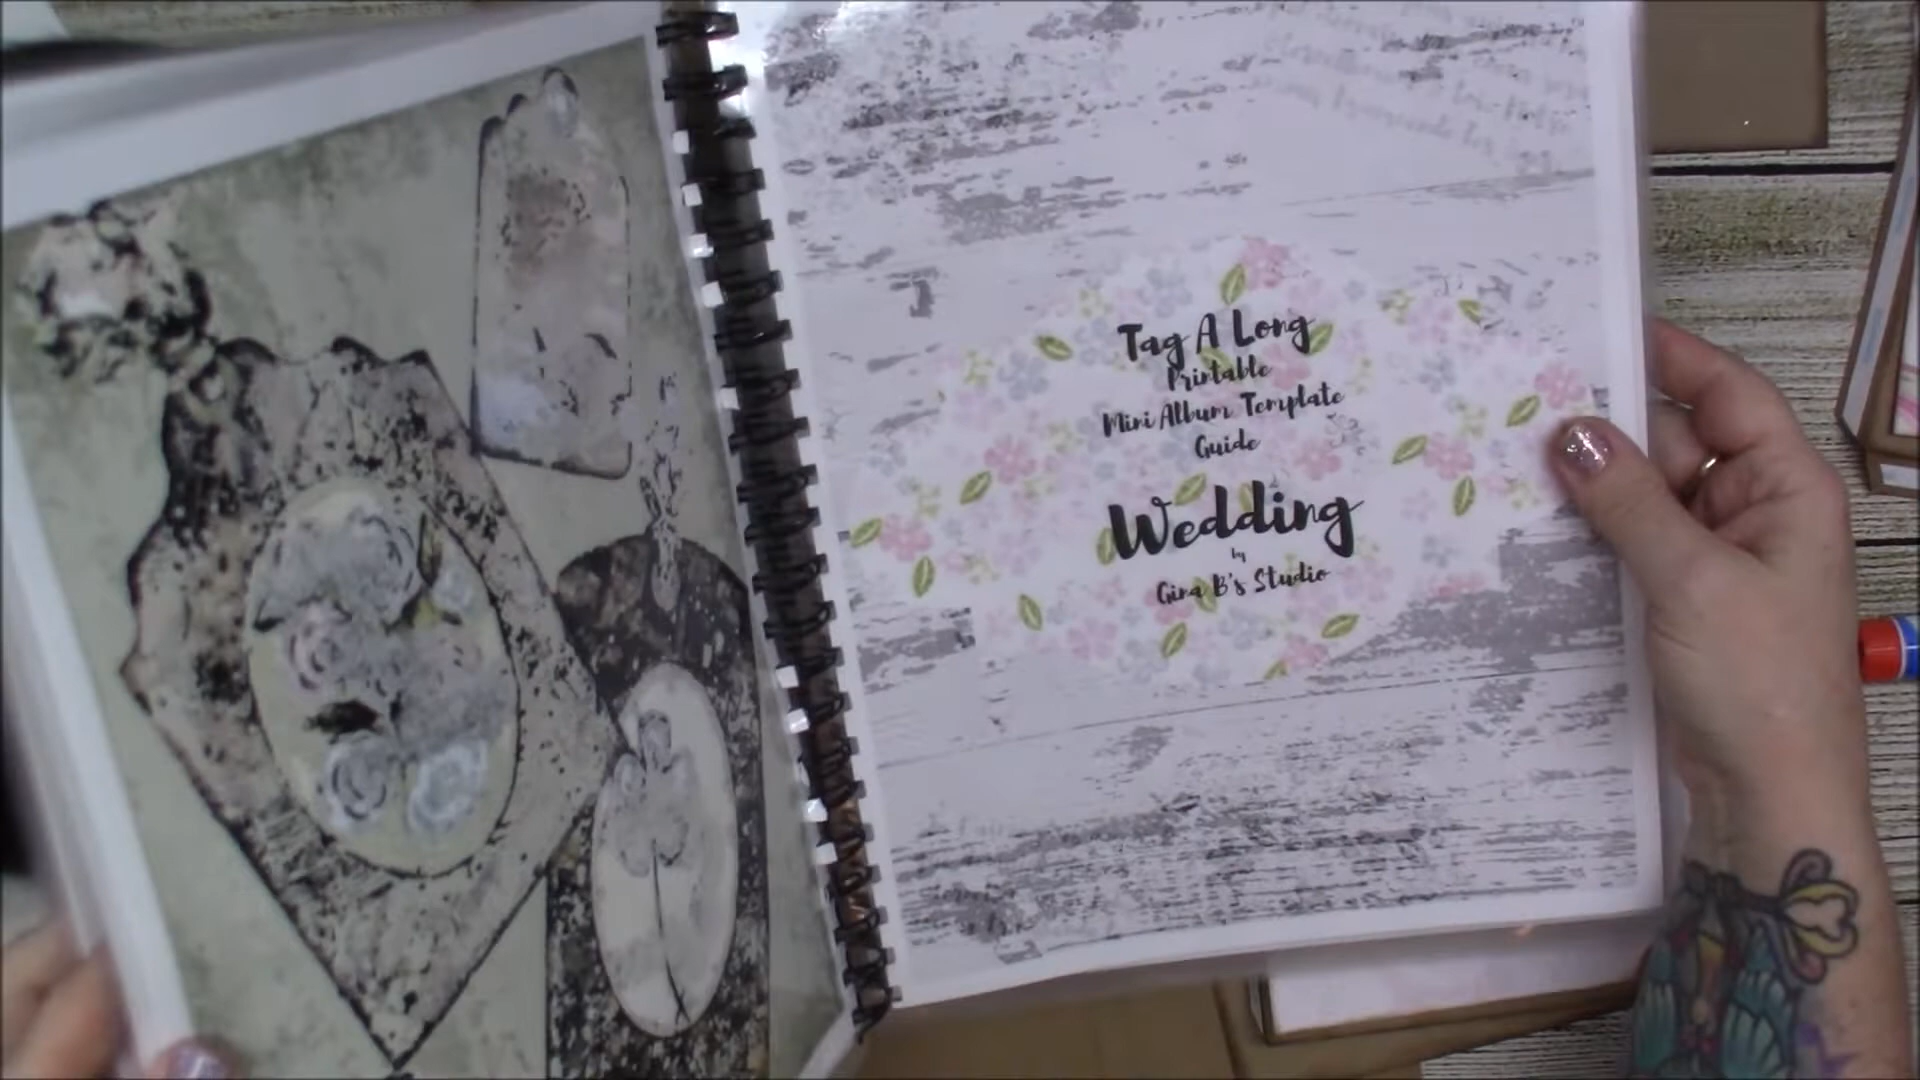 Tag A Long
Printable
Mini Album Template
Guide
Wedding
by
Gina B's Studio